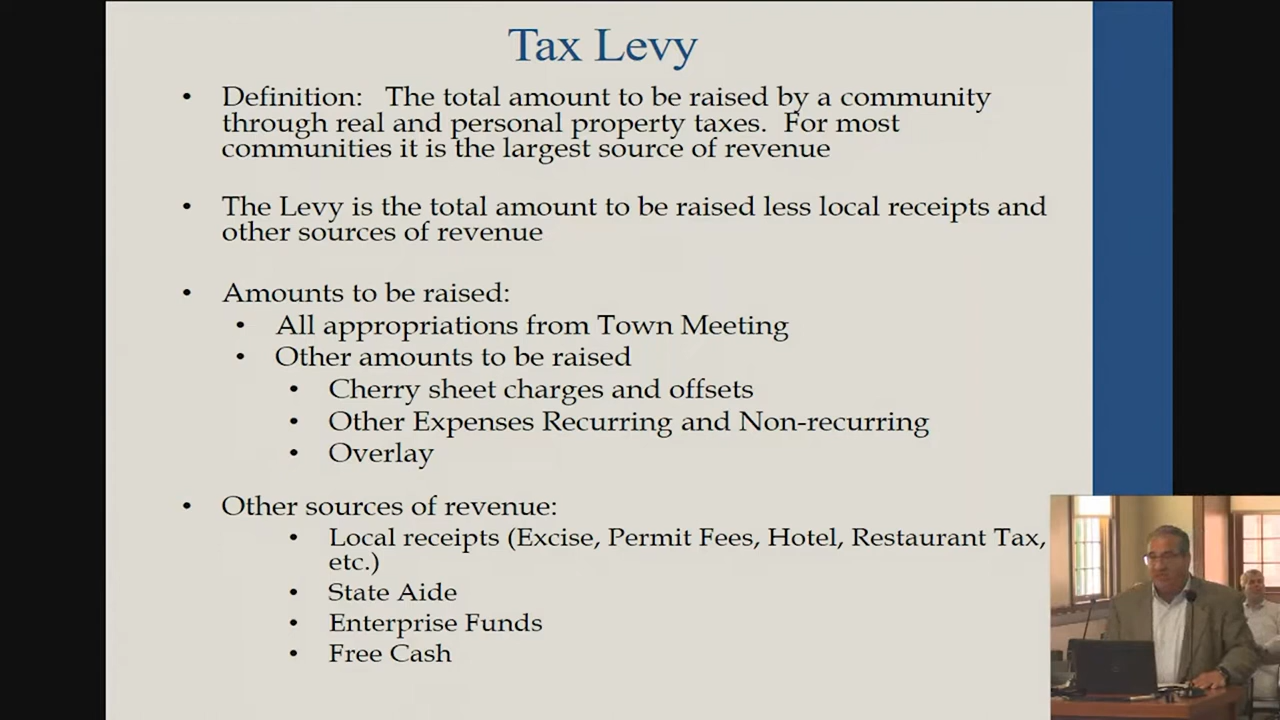 Tax Levy
• Definition: The total amount to be raised by a community
through real and personal property taxes. For most
communities it is the largest source of revenue
• The Levy is the total amount to be raised less local receipts and
other sources of revenue
• Amounts to be raised:
• All appropriations from Town Meeting
• Other amounts to be raised
• Cherry sheet charges and offsets
• Other Expenses Recurring and Non-recurring
• Overlay
• Other sources of revenue:
• Local receipts (Excise, Permit Fees, Hotel, Restaurant Tax,
etc.)
• State Aide
• Enterprise Funds
• Free Cash